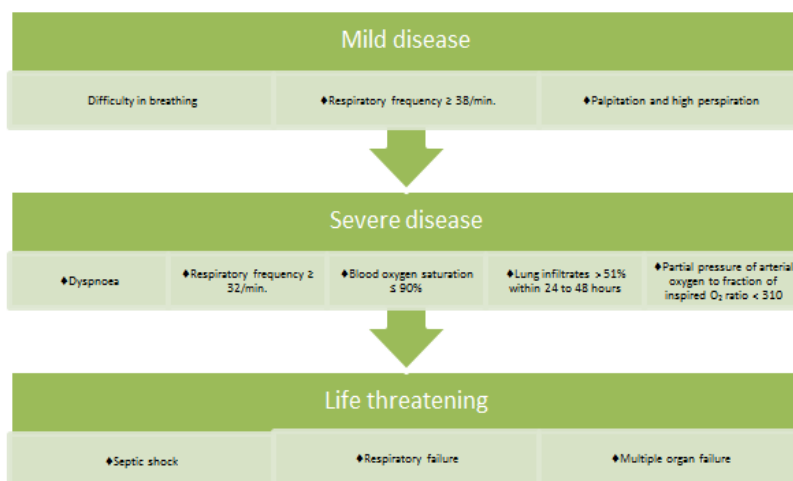 Mild disease
Difficulty in breathing
♦Respiratory frequency ≥ 38/min.
♦Palpitation and high perspiration
Severe disease
♦Dyspnoea
♦Respiratory frequency ≥
32/min.
♦Blood oxygen saturation
≤ 90%
♦Lung infiltrates > 51%
within 24 to 48 hours
♦Partial pressure of arterial
oxygen to fraction of
inspired O₂ ratio < 310
Life threatening
♦Septic shock
♦Respiratory failure
♦Multiple organ failure